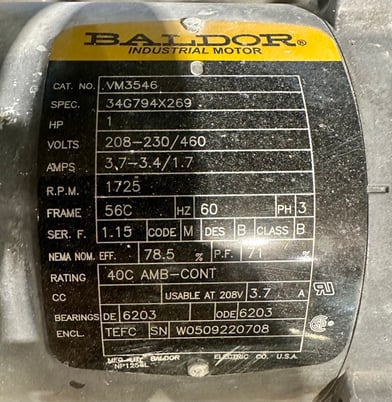 BALDOR®
INDUSTRIAL MOTOR
CAT. NO. VM3546
SPEC. 34G794X269
HP 1
VOLTS 208-230/460
AMPS 3.7-3.4/1.7
R.P.M. 1725
FRAME 56C HZ 60 PH 3
SER. F. 1.15 CODE M DES B CLASS B
NEMA NOM. EFF. 78.5 % P.F. 71 %
RATING 40C AMB-CONT
CC USABLE AT 208V 3.7 A
BEARINGS DE 6203 ODE 6203
ENCL. TEFC SN W0509220708
BALDOR ELECTRIC CO. U.S.A.
NP1256L